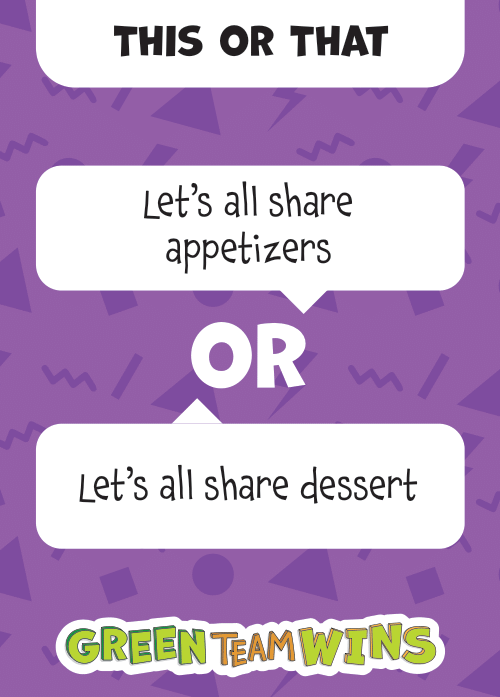 THIS OR THAT
Let's all share
appetizers
OR
Let's all share dessert
GREEN TEAM WINS